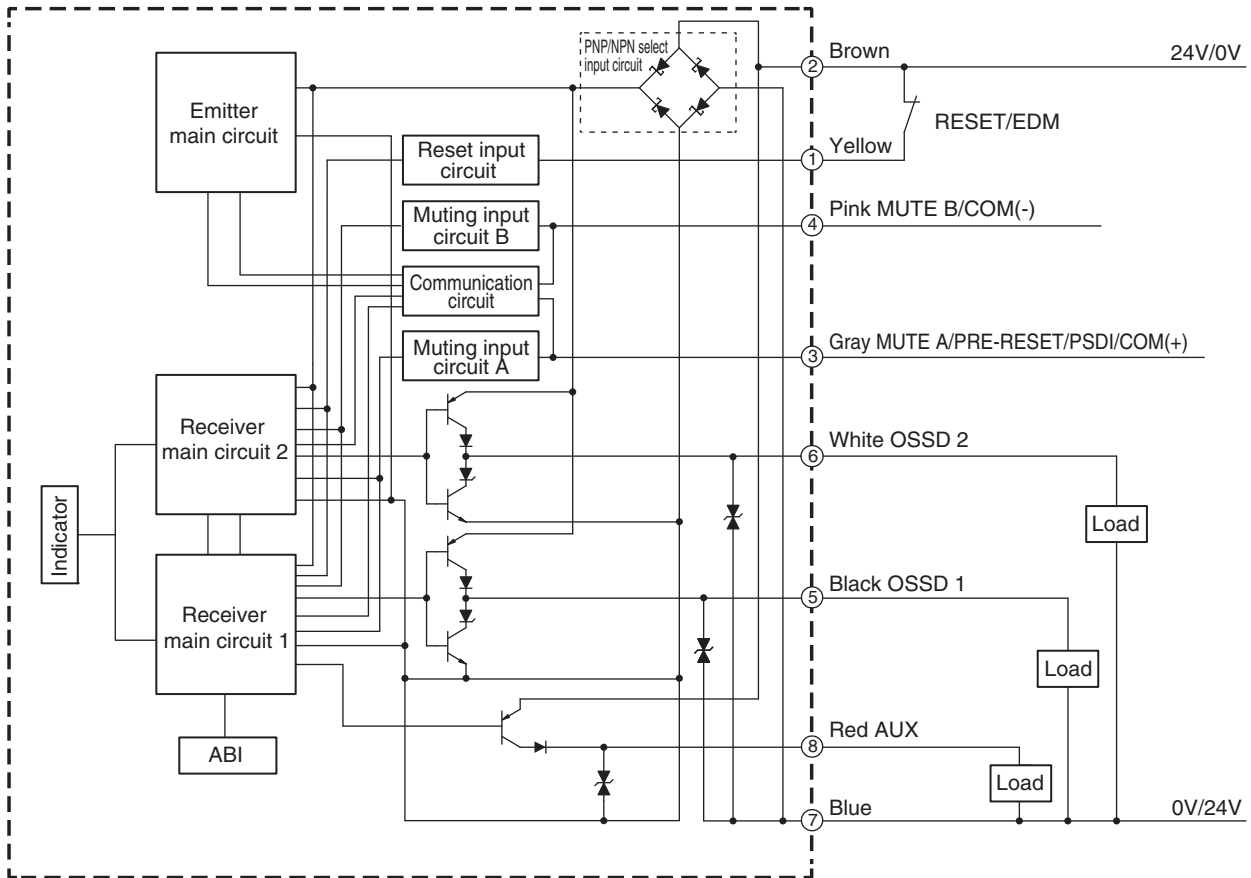 PNP/NPN select
input circuit
Brown
24V/0V
2
Emitter
main circuit
RESET/EDM
Yellow
Reset input
circuit
1
Pink MUTE B/COM(-)
Muting input
circuit B
4
Communication
circuit
Gray MUTE A/PRE-RESET/PSDI/COM(+)
Muting input
circuit A
3
Receiver
main circuit 2
White OSSD 2
6
Indicator
Load
Black OSSD 1
5
Receiver
main circuit 1
Load
Red AUX
8
ABI
Load
Blue
0V/24V
7